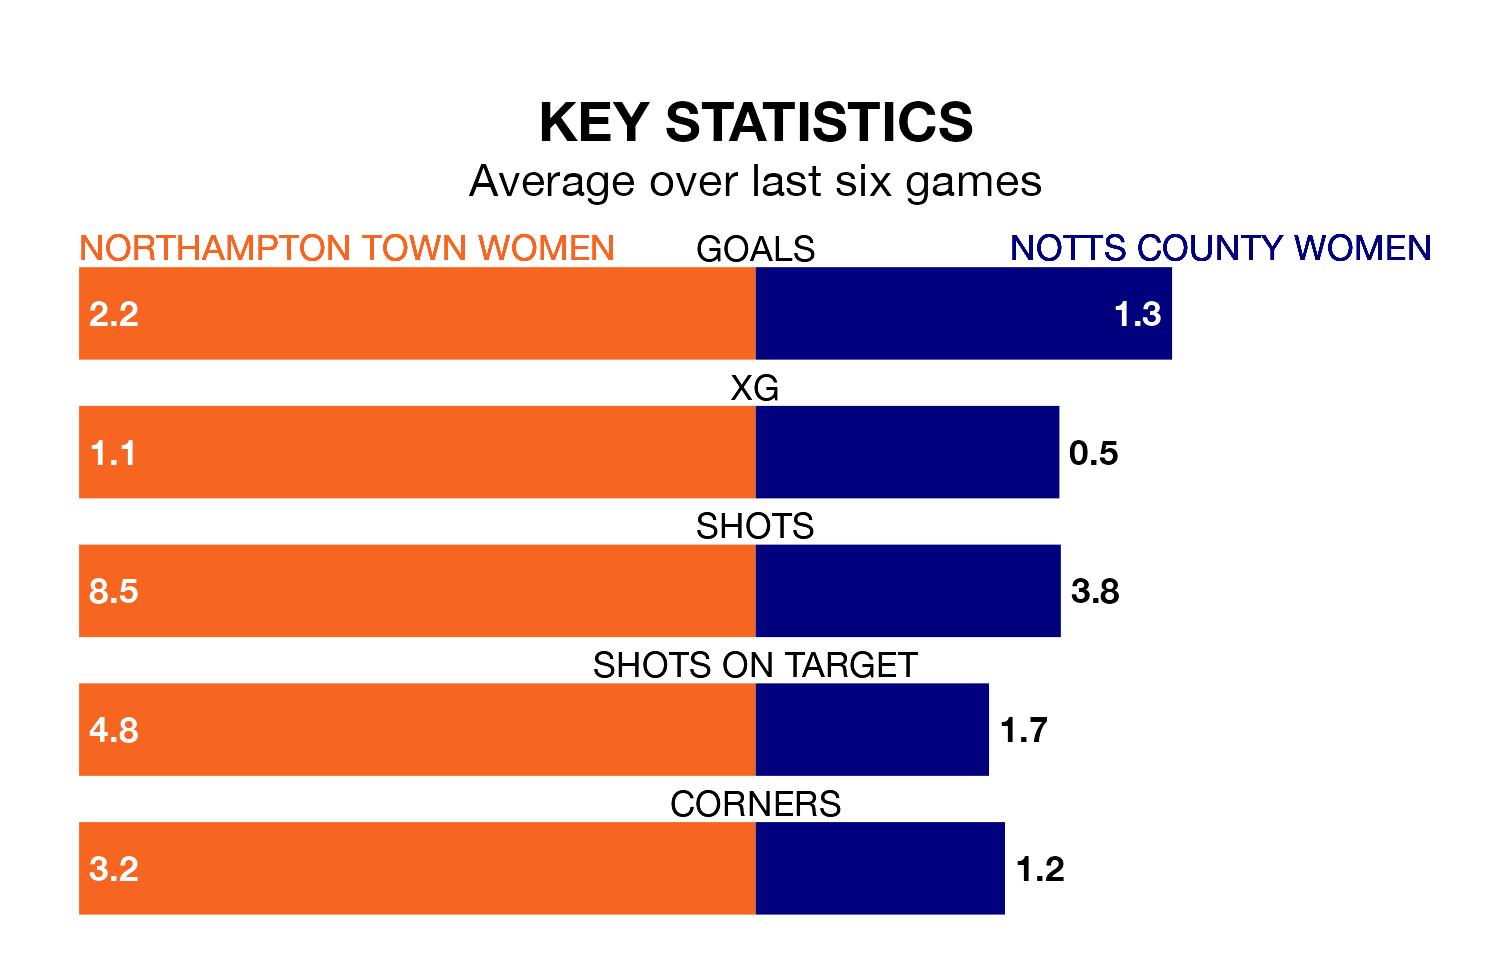 KEY STATISTICS
Average over last six games
NORTHAMPTON TOWN WOMEN GOALS NOTTS COUNTY WOMEN
2.2 1.3
XG
1.1 0.5
SHOTS
8.5 3.8
SHOTS ON TARGET
4.8 1.7
CORNERS
3.2 1.2